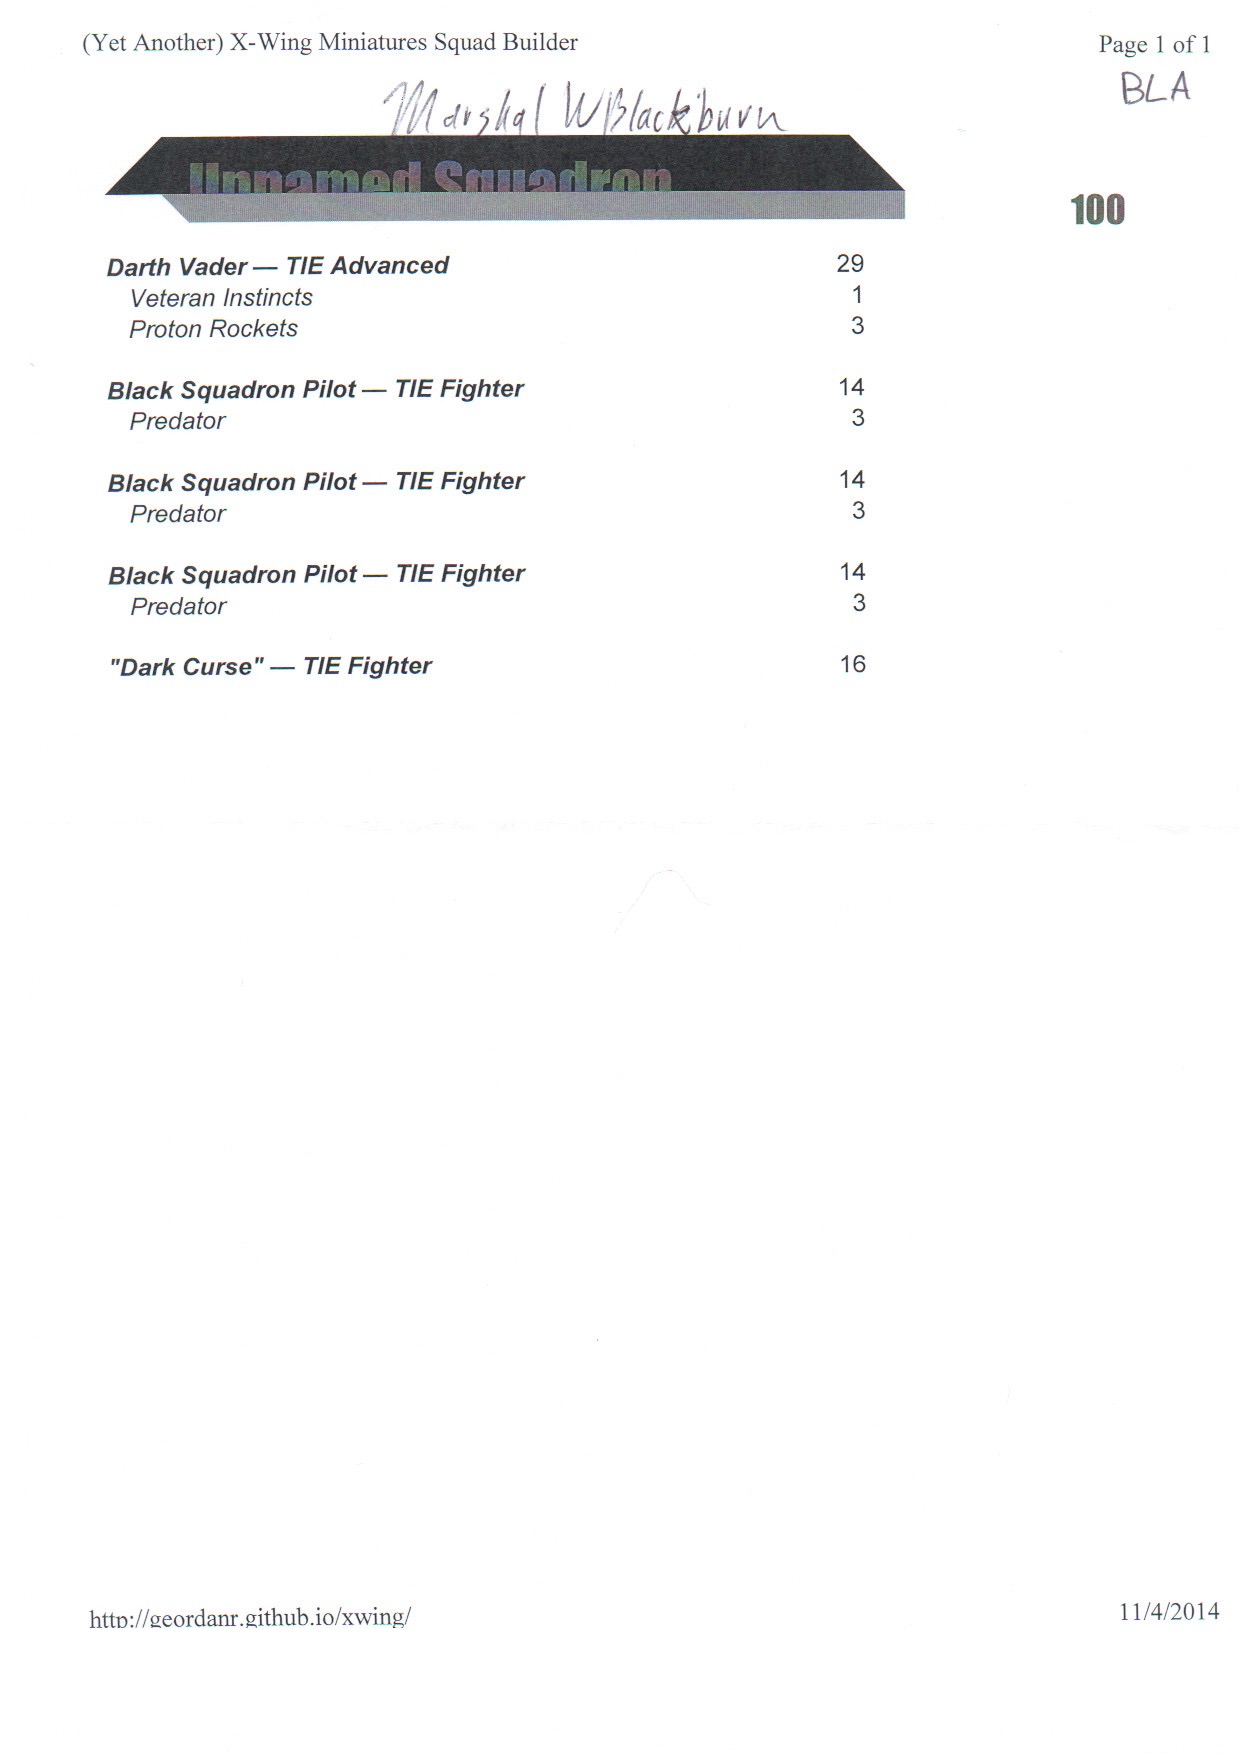 (Yet Another) X-Wing Miniatures Squad Builder Page 1 of 1
BLA
Marshal WBlackburn
Unnamed Squadron
100
Darth Vader — TIE Advanced 29
Veteran Instincts 1
Proton Rockets 3
Black Squadron Pilot — TIE Fighter 14
Predator 3
Black Squadron Pilot — TIE Fighter 14
Predator 3
Black Squadron Pilot — TIE Fighter 14
Predator 3
"Dark Curse" — TIE Fighter 16
http://geordanr.github.io/xwing/ 11/4/2014